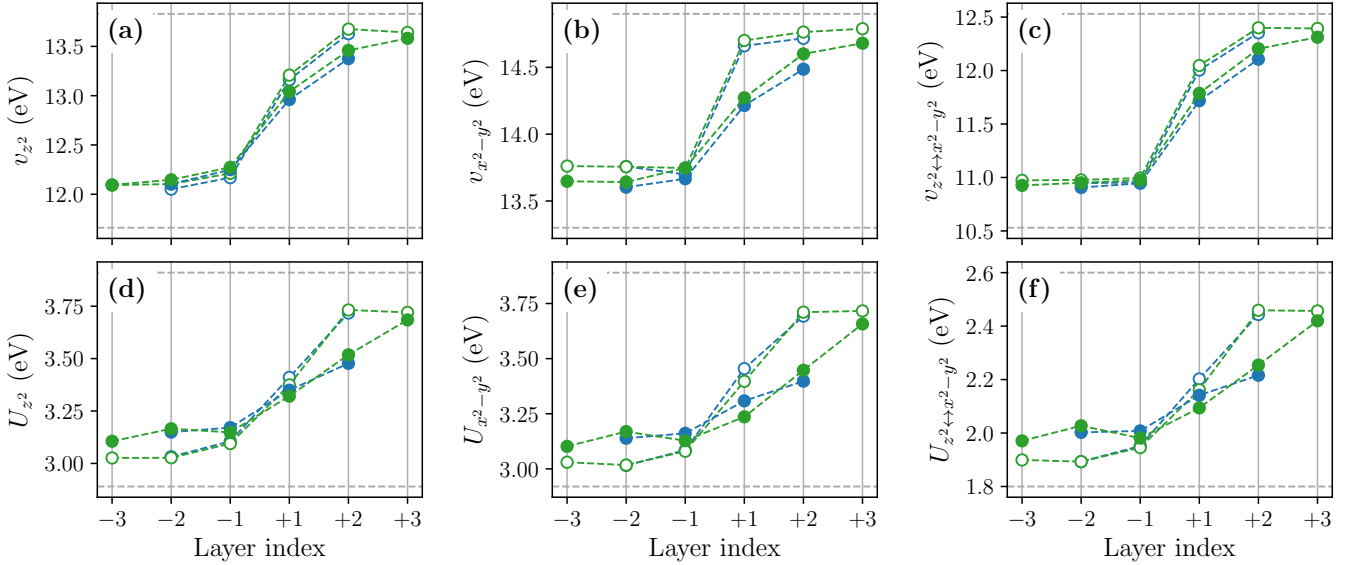 (a)
v_{z^2} (eV)
13.5
13.0
12.5
12.0
(b)
v_{x^2−y^2} (eV)
14.5
14.0
13.5
(c)
v_{z^2↔x^2−y^2} (eV)
12.5
12.0
11.5
11.0
10.5
(d)
U_{z^2} (eV)
3.75
3.50
3.25
3.00
−3 −2 −1 +1 +2 +3
Layer index
(e)
U_{x^2−y^2} (eV)
3.75
3.50
3.25
3.00
−3 −2 −1 +1 +2 +3
Layer index
(f)
U_{z^2↔x^2−y^2} (eV)
2.6
2.4
2.2
2.0
1.8
−3 −2 −1 +1 +2 +3
Layer index